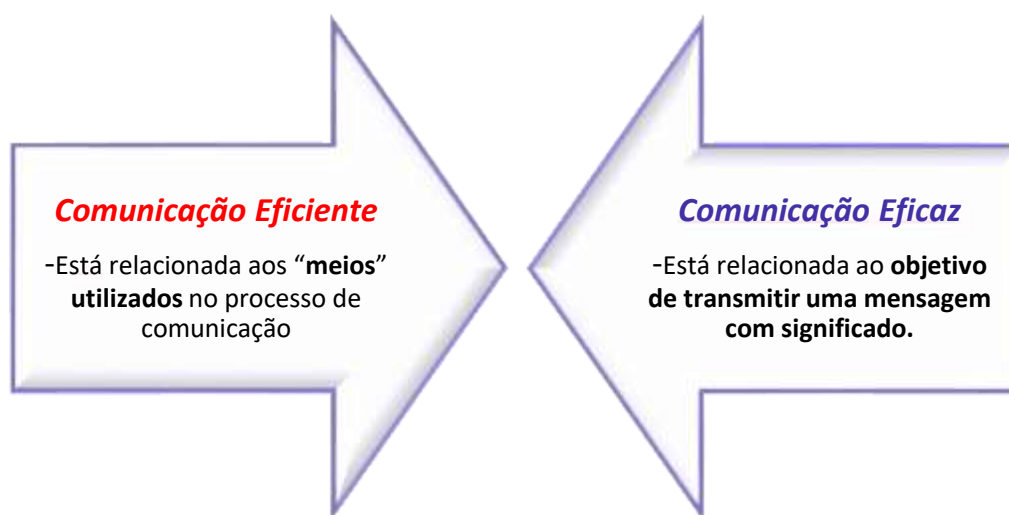 Comunicação Eficiente
-Está relacionada aos “meios”
utilizados no processo de
comunicação
Comunicação Eficaz
-Está relacionada ao objetivo
de transmitir uma mensagem
com significado.